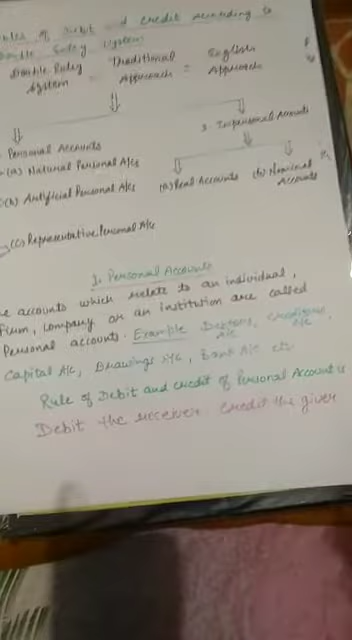 Rules of Debit and Credit According to
Double Entry System
Double Entry System = Traditional Approach = English Approach
Personal Accounts
2. Impersonal Accounts
(A) Natural Personal A/cs
(B) Artificial Personal A/cs
(a) Real Accounts (b) Nominal Accounts
(C) Representative Personal A/c
1. Personal Accounts
accounts which relate to an individual,
firm, company or an institution are called
Personal accounts. Example Debtors A/c, Creditors A/c,
Capital A/c, Drawings A/c, Bank A/c etc
Rule of Debit and credit of Personal Account is
Debit the receiver credit the giver